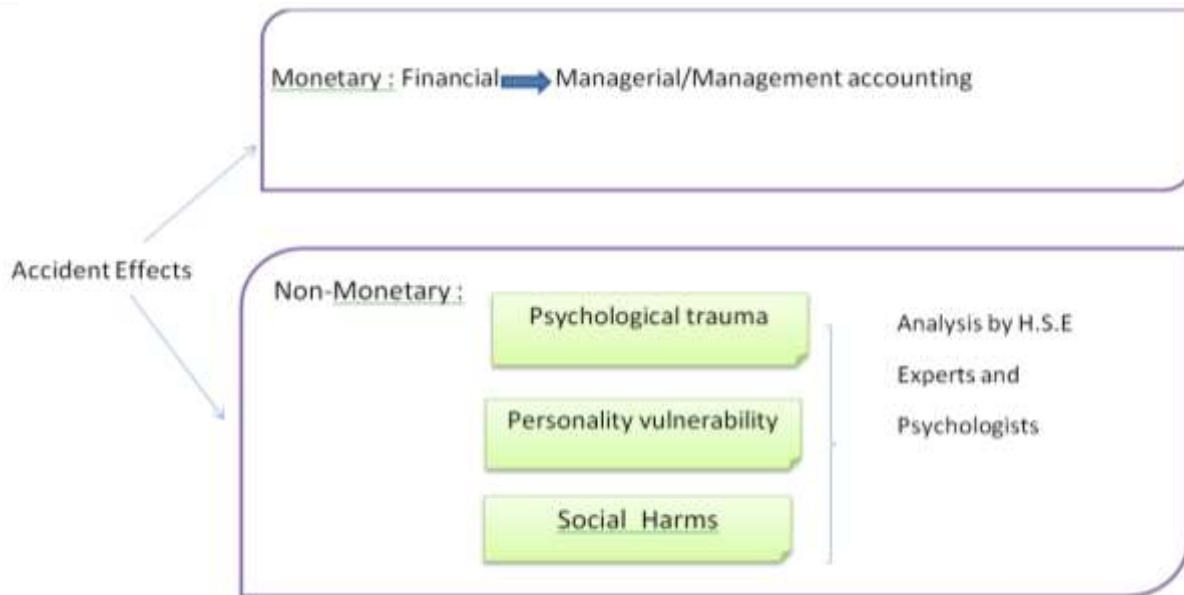 Monetary : Financial Managerial/Management accounting
Accident Effects
Non-Monetary :
Psychological trauma
Personality vulnerability
Social Harms
Analysis by H.S.E
Experts and
Psychologists